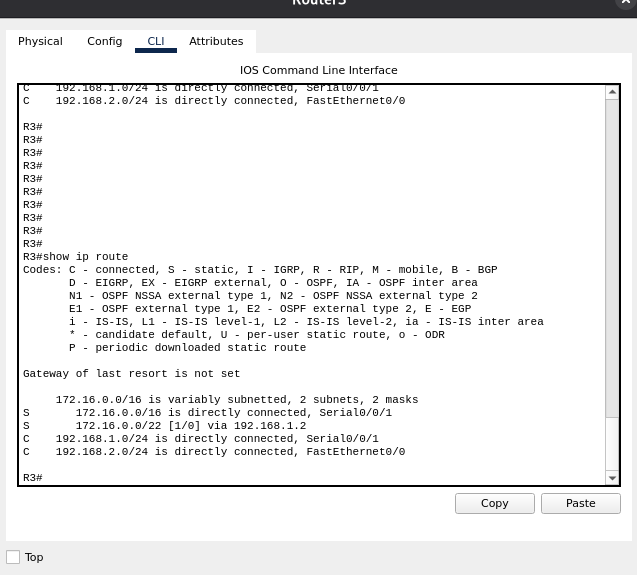 Router3
Physical Config CLI Attributes
IOS Command Line Interface
C 192.168.1.0/24 is directly connected, Serial0/0/1
C 192.168.2.0/24 is directly connected, FastEthernet0/0
R3#
R3#
R3#
R3#
R3#
R3#
R3#
R3#
R3#
R3#
R3#show ip route
Codes: C - connected, S - static, I - IGRP, R - RIP, M - mobile, B - BGP
D - EIGRP, EX - EIGRP external, O - OSPF, IA - OSPF inter area
N1 - OSPF NSSA external type 1, N2 - OSPF NSSA external type 2
E1 - OSPF external type 1, E2 - OSPF external type 2, E - EGP
i - IS-IS, L1 - IS-IS level-1, L2 - IS-IS level-2, ia - IS-IS inter area
* - candidate default, U - per-user static route, o - ODR
P - periodic downloaded static route
Gateway of last resort is not set
172.16.0.0/16 is variably subnetted, 2 subnets, 2 masks
S 172.16.0.0/16 is directly connected, Serial0/0/1
S 172.16.0.0/22 [1/0] via 192.168.1.2
C 192.168.1.0/24 is directly connected, Serial0/0/1
C 192.168.2.0/24 is directly connected, FastEthernet0/0
R3#
Copy Paste
Top